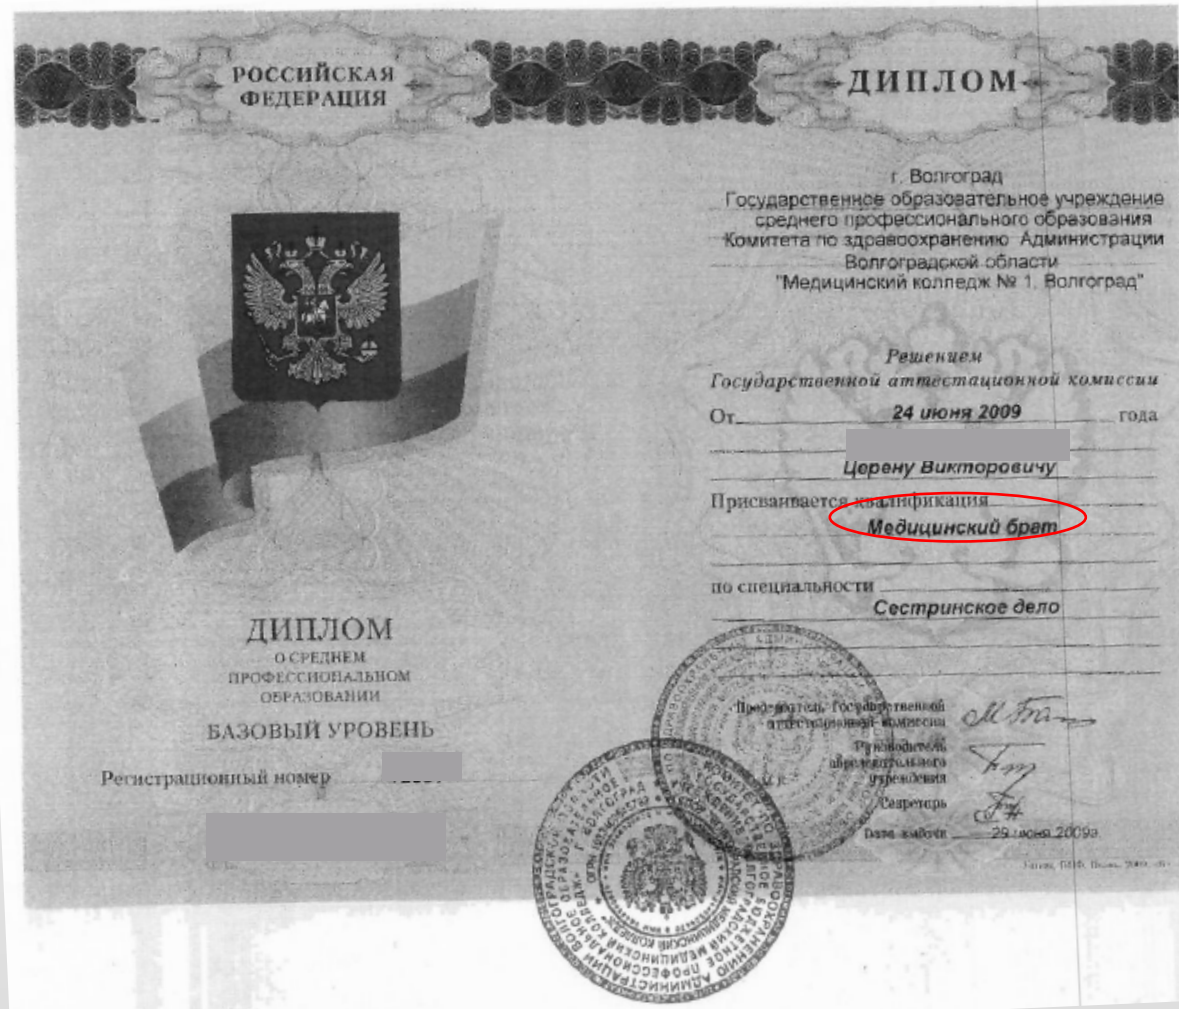 РОССИЙСКАЯ
ФЕДЕРАЦИЯ
ДИПЛОМ
О СРЕДНЕМ
ПРОФЕССИОНАЛЬНОМ
ОБРАЗОВАНИИ
БАЗОВЫЙ УРОВЕНЬ
Регистрационный номер
ДИПЛОМ
г. Волгоград
Государственное образовательное учреждение
среднего профессионального образования
Комитета по здравоохранению Администрации
Волгоградской области
"Медицинский колледж № 1, Волгоград"
Решением
Государственной аттестационной комиссии
От 24 июня 2009 года
Церену Викторовичу
Присваивается квалификация
Медицинский брат
по специальности
Сестринское дело
Председатель Государственной
аттестационной комиссии
Руководитель
образовательного
учреждения
Секретарь
Дата выдачи 29 июня 2009г.